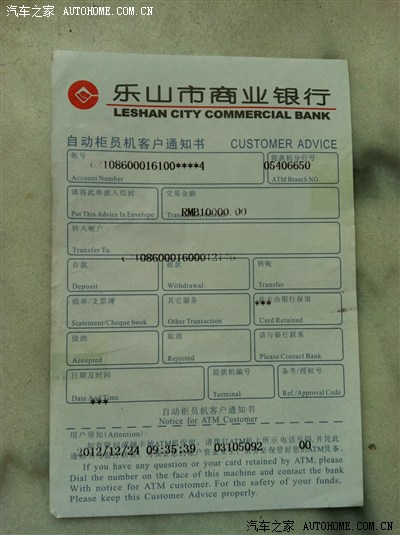 汽车之家 AUTOHOME.COM.CN
乐山市商业银行
LESHAN CITY COMMERCIAL BANK
自动柜员机客户通知书 CUSTOMER ADVICE
帐号 提款机分行号
108600016100****4 05406650
Account Number ATM Branch NO.
请将此单放入信封 交易金额
RMB10000.00
Put This Advice In Envelope
转入帐户
Transfer To
存款 提款 转帐
Deposit Withdrawal Transfer
结单/支票簿 其它服务 卡片由银行保留
***
Statement/Cheque book Other Transaction Card Retained
接纳 取消 请与银行联系
Accepted Rejected Please Contact Bank
日期及时间 提款机编号 备考/授权号
Date And Time Terminal Ref./Approval Code
***
自动柜员机客户通知书
Notice for ATM Customer
用户须知(Attention):
2012/12/24 09:35:39 03105092 00
If you have any question or your card retained by ATM, please
Dial the number on the face of this machine and contact the bank
With notice for ATM customer. For the safety of your funds,
Please keep this Customer Advice properly.
汽车之家 AUTOHOME.COM.CN